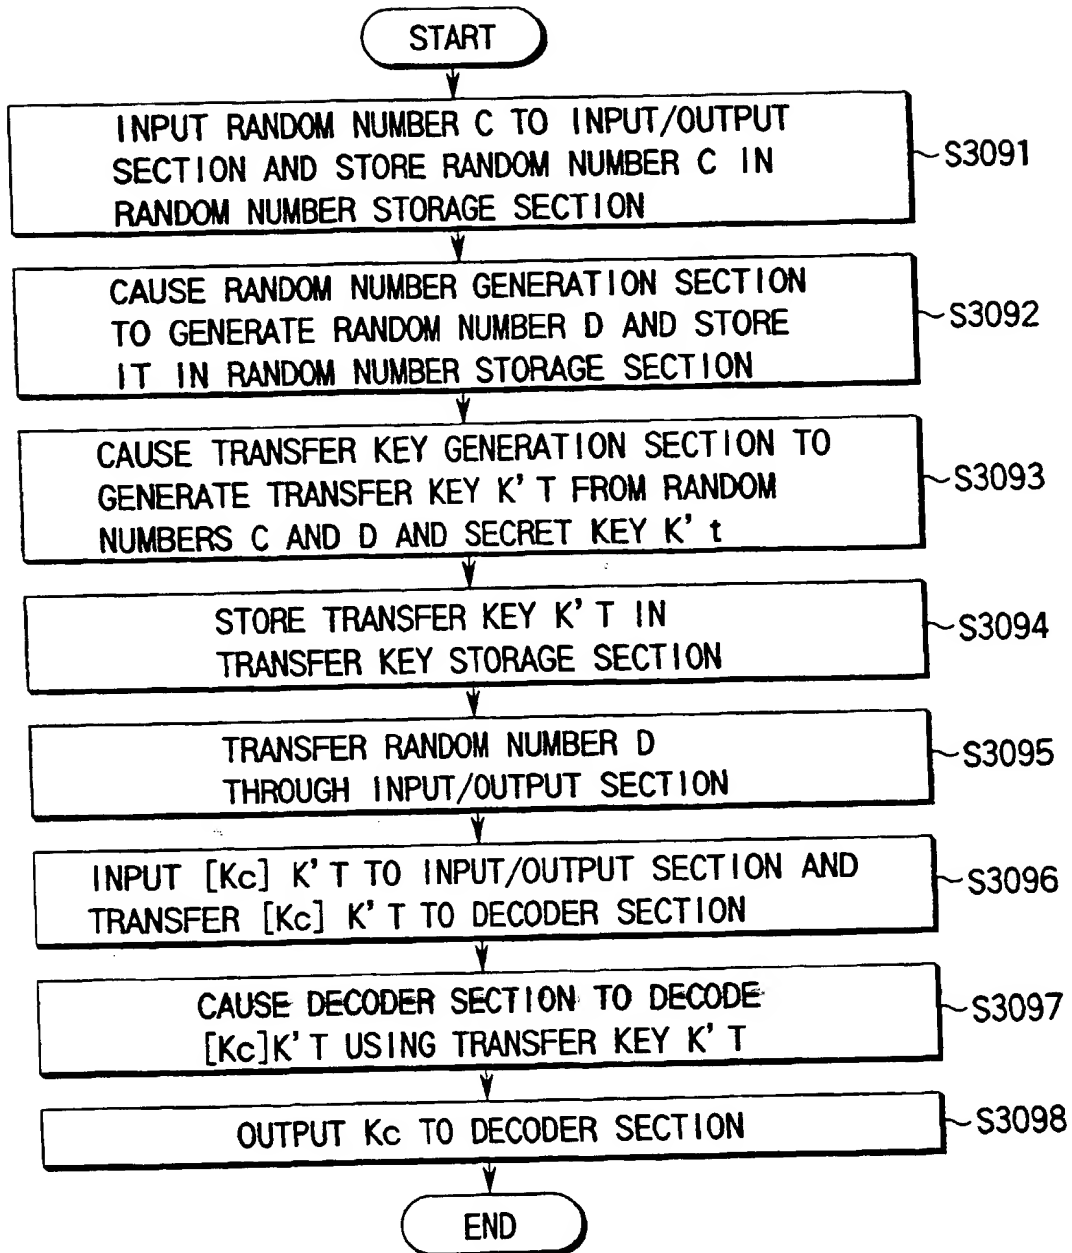 START
INPUT RANDOM NUMBER C TO INPUT/OUTPUT
SECTION AND STORE RANDOM NUMBER C IN
RANDOM NUMBER STORAGE SECTION
S3091
CAUSE RANDOM NUMBER GENERATION SECTION
TO GENERATE RANDOM NUMBER D AND STORE
IT IN RANDOM NUMBER STORAGE SECTION
S3092
CAUSE TRANSFER KEY GENERATION SECTION TO
GENERATE TRANSFER KEY K'T FROM RANDOM
NUMBERS C AND D AND SECRET KEY K't
S3093
STORE TRANSFER KEY K'T IN
TRANSFER KEY STORAGE SECTION
S3094
TRANSFER RANDOM NUMBER D
THROUGH INPUT/OUTPUT SECTION
S3095
INPUT [Kc] K'T TO INPUT/OUTPUT SECTION AND
TRANSFER [Kc] K'T TO DECODER SECTION
S3096
CAUSE DECODER SECTION TO DECODE
[Kc]K'T USING TRANSFER KEY K'T
S3097
OUTPUT Kc TO DECODER SECTION
S3098
END